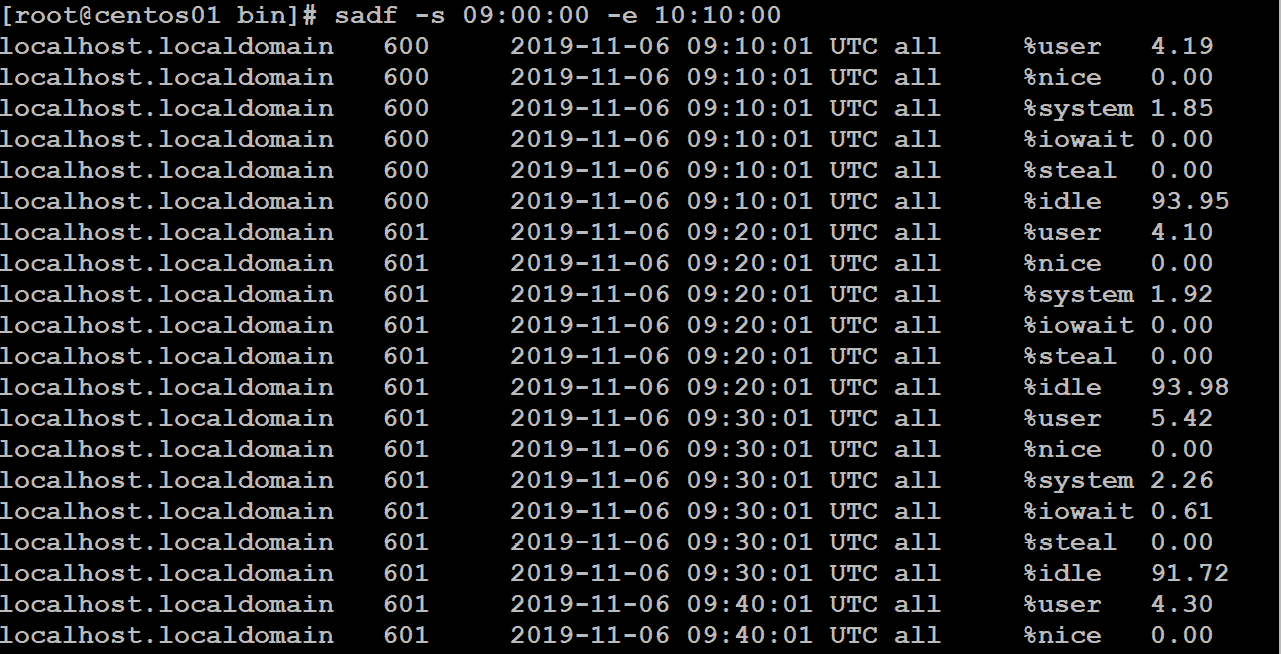 [root@centos01 bin]# sadf -s 09:00:00 -e 10:10:00
localhost.localdomain   600     2019-11-06 09:10:01 UTC all     %user   4.19
localhost.localdomain   600     2019-11-06 09:10:01 UTC all     %nice   0.00
localhost.localdomain   600     2019-11-06 09:10:01 UTC all     %system 1.85
localhost.localdomain   600     2019-11-06 09:10:01 UTC all     %iowait 0.00
localhost.localdomain   600     2019-11-06 09:10:01 UTC all     %steal  0.00
localhost.localdomain   600     2019-11-06 09:10:01 UTC all     %idle   93.95
localhost.localdomain   601     2019-11-06 09:20:01 UTC all     %user   4.10
localhost.localdomain   601     2019-11-06 09:20:01 UTC all     %nice   0.00
localhost.localdomain   601     2019-11-06 09:20:01 UTC all     %system 1.92
localhost.localdomain   601     2019-11-06 09:20:01 UTC all     %iowait 0.00
localhost.localdomain   601     2019-11-06 09:20:01 UTC all     %steal  0.00
localhost.localdomain   601     2019-11-06 09:20:01 UTC all     %idle   93.98
localhost.localdomain   601     2019-11-06 09:30:01 UTC all     %user   5.42
localhost.localdomain   601     2019-11-06 09:30:01 UTC all     %nice   0.00
localhost.localdomain   601     2019-11-06 09:30:01 UTC all     %system 2.26
localhost.localdomain   601     2019-11-06 09:30:01 UTC all     %iowait 0.61
localhost.localdomain   601     2019-11-06 09:30:01 UTC all     %steal  0.00
localhost.localdomain   601     2019-11-06 09:30:01 UTC all     %idle   91.72
localhost.localdomain   601     2019-11-06 09:40:01 UTC all     %user   4.30
localhost.localdomain   601     2019-11-06 09:40:01 UTC all     %nice   0.00